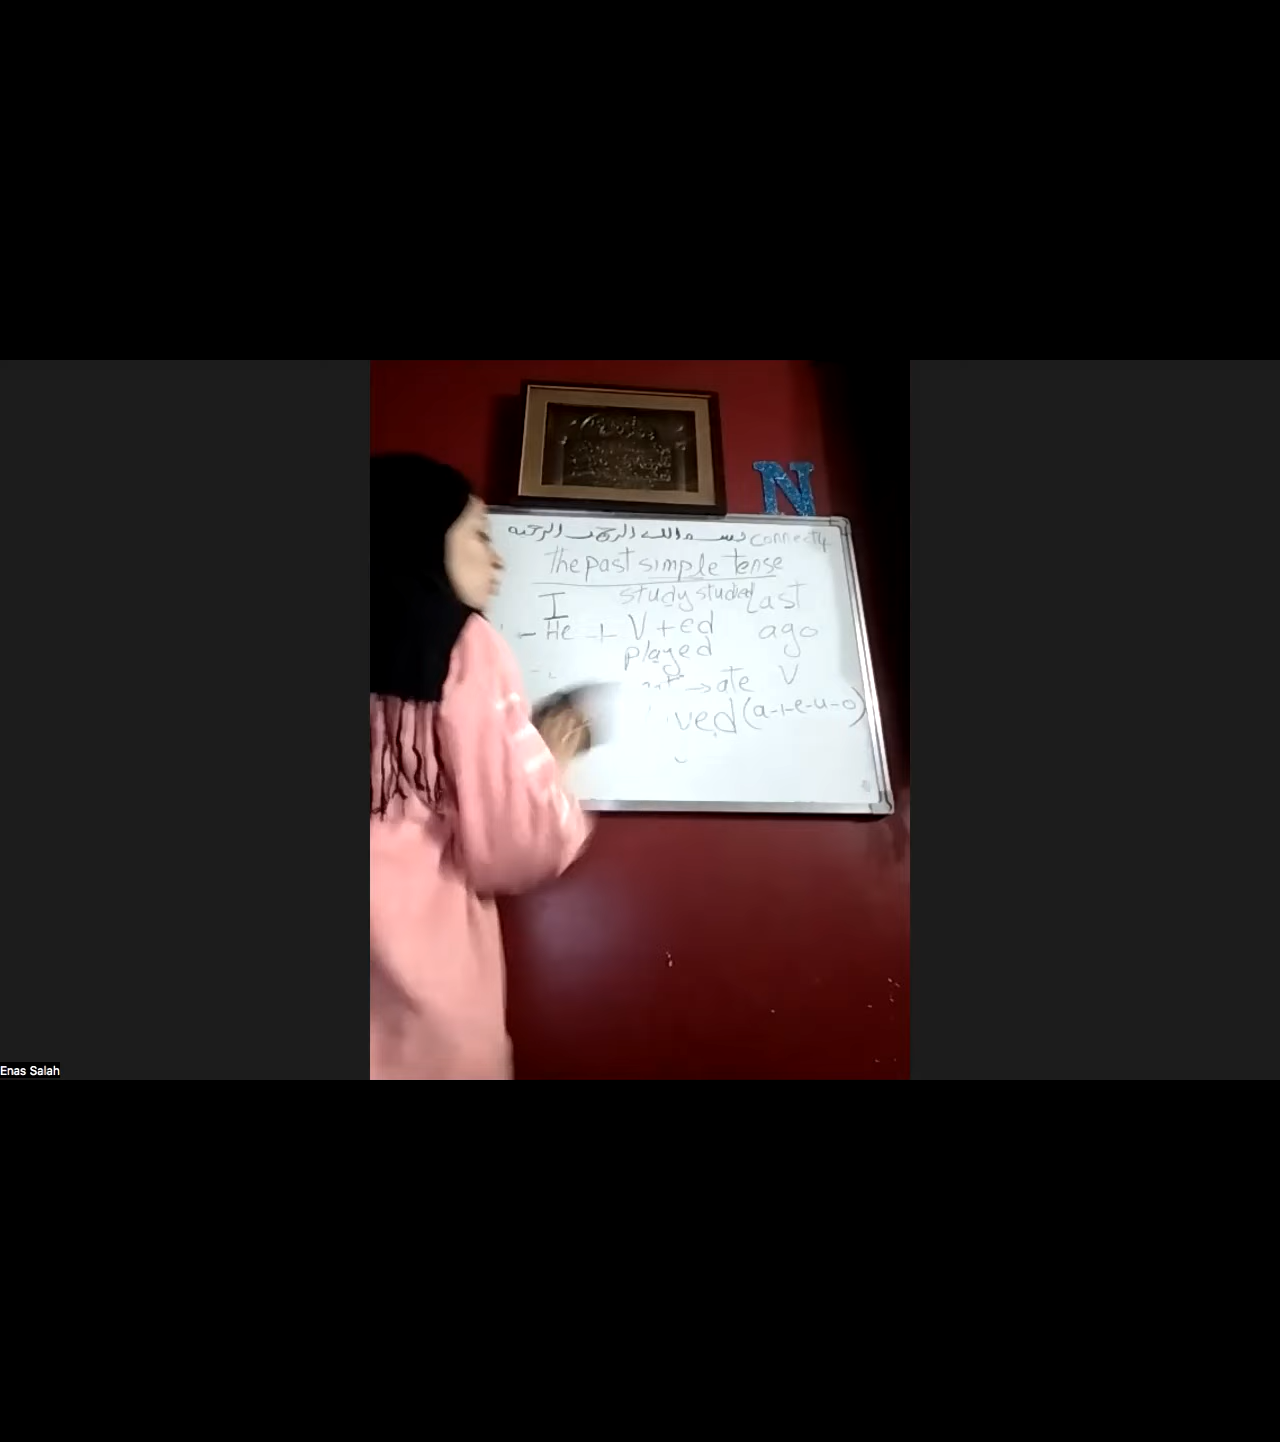 N
بسم الله الرحمن الرحيم connect4
The past simple tense
I study studied Last
- He + V+ed ago
played
→ ate V
ved (a-i-e-u-o)
Enas Salah